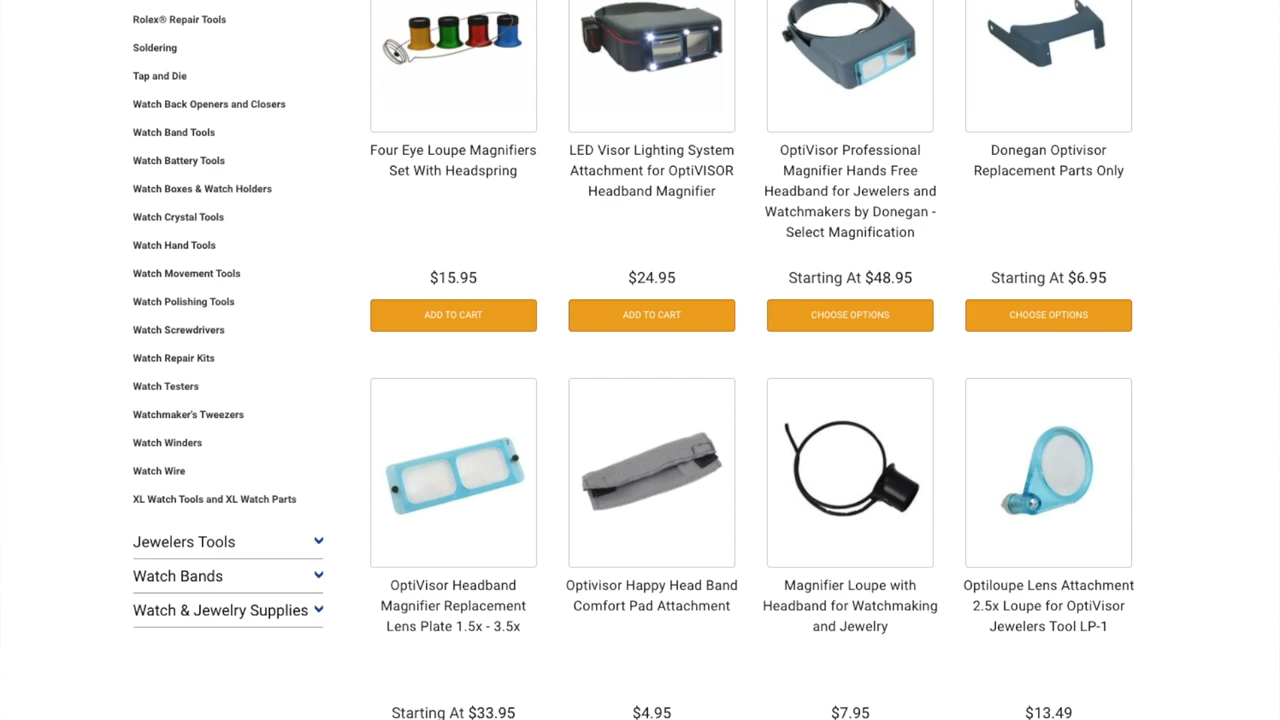 Rolex® Repair Tools
Soldering
Tap and Die
Watch Back Openers and Closers
Watch Band Tools
Watch Battery Tools
Watch Boxes & Watch Holders
Watch Crystal Tools
Watch Hand Tools
Watch Movement Tools
Watch Polishing Tools
Watch Screwdrivers
Watch Repair Kits
Watch Testers
Watchmaker's Tweezers
Watch Winders
Watch Wire
XL Watch Tools and XL Watch Parts
Jewelers Tools
Watch Bands
Watch & Jewelry Supplies
Four Eye Loupe Magnifiers
Set With Headspring
$15.95
ADD TO CART
LED Visor Lighting System
Attachment for OptiVISOR
Headband Magnifier
$24.95
ADD TO CART
OptiVisor Professional
Magnifier Hands Free
Headband for Jewelers and
Watchmakers by Donegan -
Select Magnification
Starting At $48.95
CHOOSE OPTIONS
Donegan Optivisor
Replacement Parts Only
Starting At $6.95
CHOOSE OPTIONS
OptiVisor Headband
Magnifier Replacement
Lens Plate 1.5x - 3.5x
Starting At $33.95
Optivisor Happy Head Band
Comfort Pad Attachment
$4.95
Magnifier Loupe with
Headband for Watchmaking
and Jewelry
$7.95
Optiloupe Lens Attachment
2.5x Loupe for OptiVisor
Jewelers Tool LP-1
$13.49